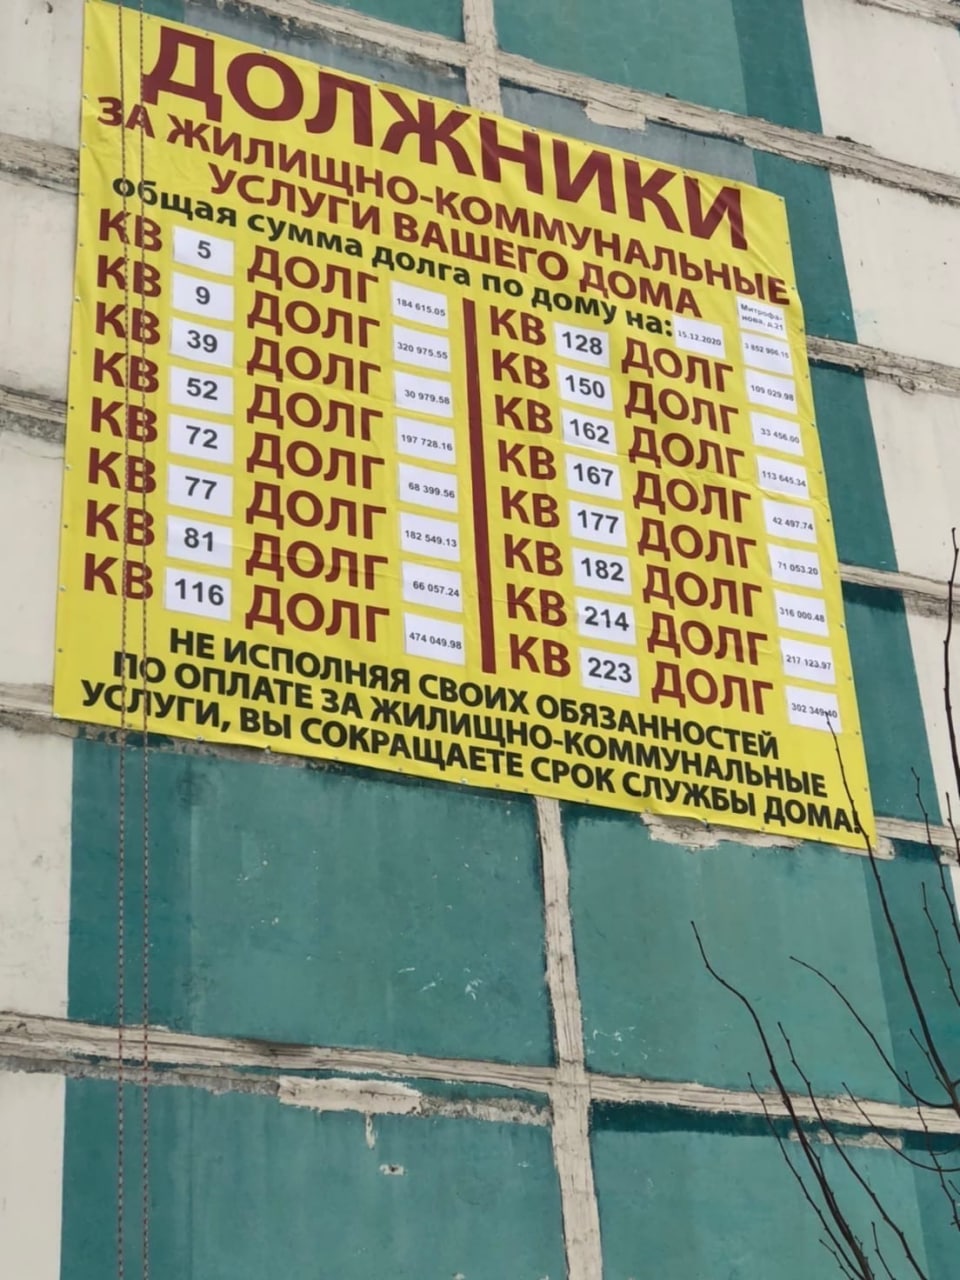 ДОЛЖНИКИ
ЗА ЖИЛИЩНО-КОММУНАЛЬНЫЕ
УСЛУГИ ВАШЕГО ДОМА
Митрофа-
нова, д.21
общая сумма долга по дому на: 15.12.2020 3 852 906.15
КВ 5 ДОЛГ 184 615.05
КВ 9 ДОЛГ 320 975.55
КВ 39 ДОЛГ 30 979.58
КВ 52 ДОЛГ 197 728.16
КВ 72 ДОЛГ 68 399.56
КВ 77 ДОЛГ 182 549.13
КВ 81 ДОЛГ 66 057.24
КВ 116 ДОЛГ 474 049.98
КВ 128 ДОЛГ 109 029.98
КВ 150 ДОЛГ 33 456.00
КВ 162 ДОЛГ 113 645.34
КВ 167 ДОЛГ 42 497.74
КВ 177 ДОЛГ 71 053.20
КВ 182 ДОЛГ 316 000.48
КВ 214 ДОЛГ 217 123.97
КВ 223 ДОЛГ 302 349.40
НЕ ИСПОЛНЯЯ СВОИХ ОБЯЗАННОСТЕЙ
ПО ОПЛАТЕ ЗА ЖИЛИЩНО-КОММУНАЛЬНЫЕ
УСЛУГИ, ВЫ СОКРАЩАЕТЕ СРОК СЛУЖБЫ ДОМА!